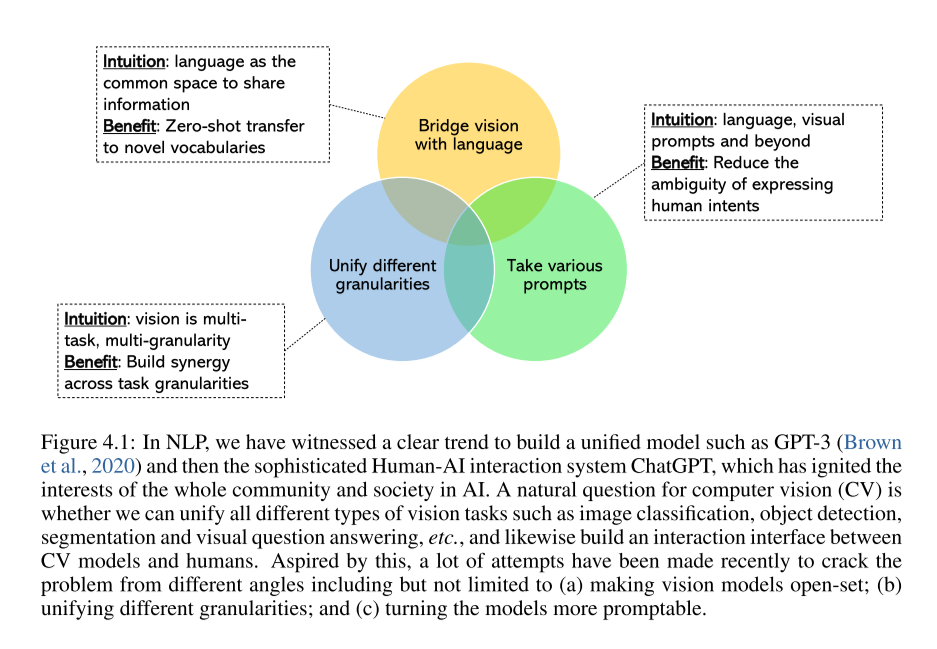 Intuition: language as the
common space to share
information
Benefit: Zero-shot transfer
to novel vocabularies
Bridge vision
with language
Intuition: language, visual
prompts and beyond
Benefit: Reduce the
ambiguity of expressing
human intents
Unify different
granularities
Take various
prompts
Intuition: vision is multi-
task, multi-granularity
Benefit: Build synergy
across task granularities
Figure 4.1: In NLP, we have witnessed a clear trend to build a unified model such as GPT-3 (Brown
et al., 2020) and then the sophisticated Human-AI interaction system ChatGPT, which has ignited the
interests of the whole community and society in AI. A natural question for computer vision (CV) is
whether we can unify all different types of vision tasks such as image classification, object detection,
segmentation and visual question answering, etc., and likewise build an interaction interface between
CV models and humans. Aspired by this, a lot of attempts have been made recently to crack the
problem from different angles including but not limited to (a) making vision models open-set; (b)
unifying different granularities; and (c) turning the models more promptable.